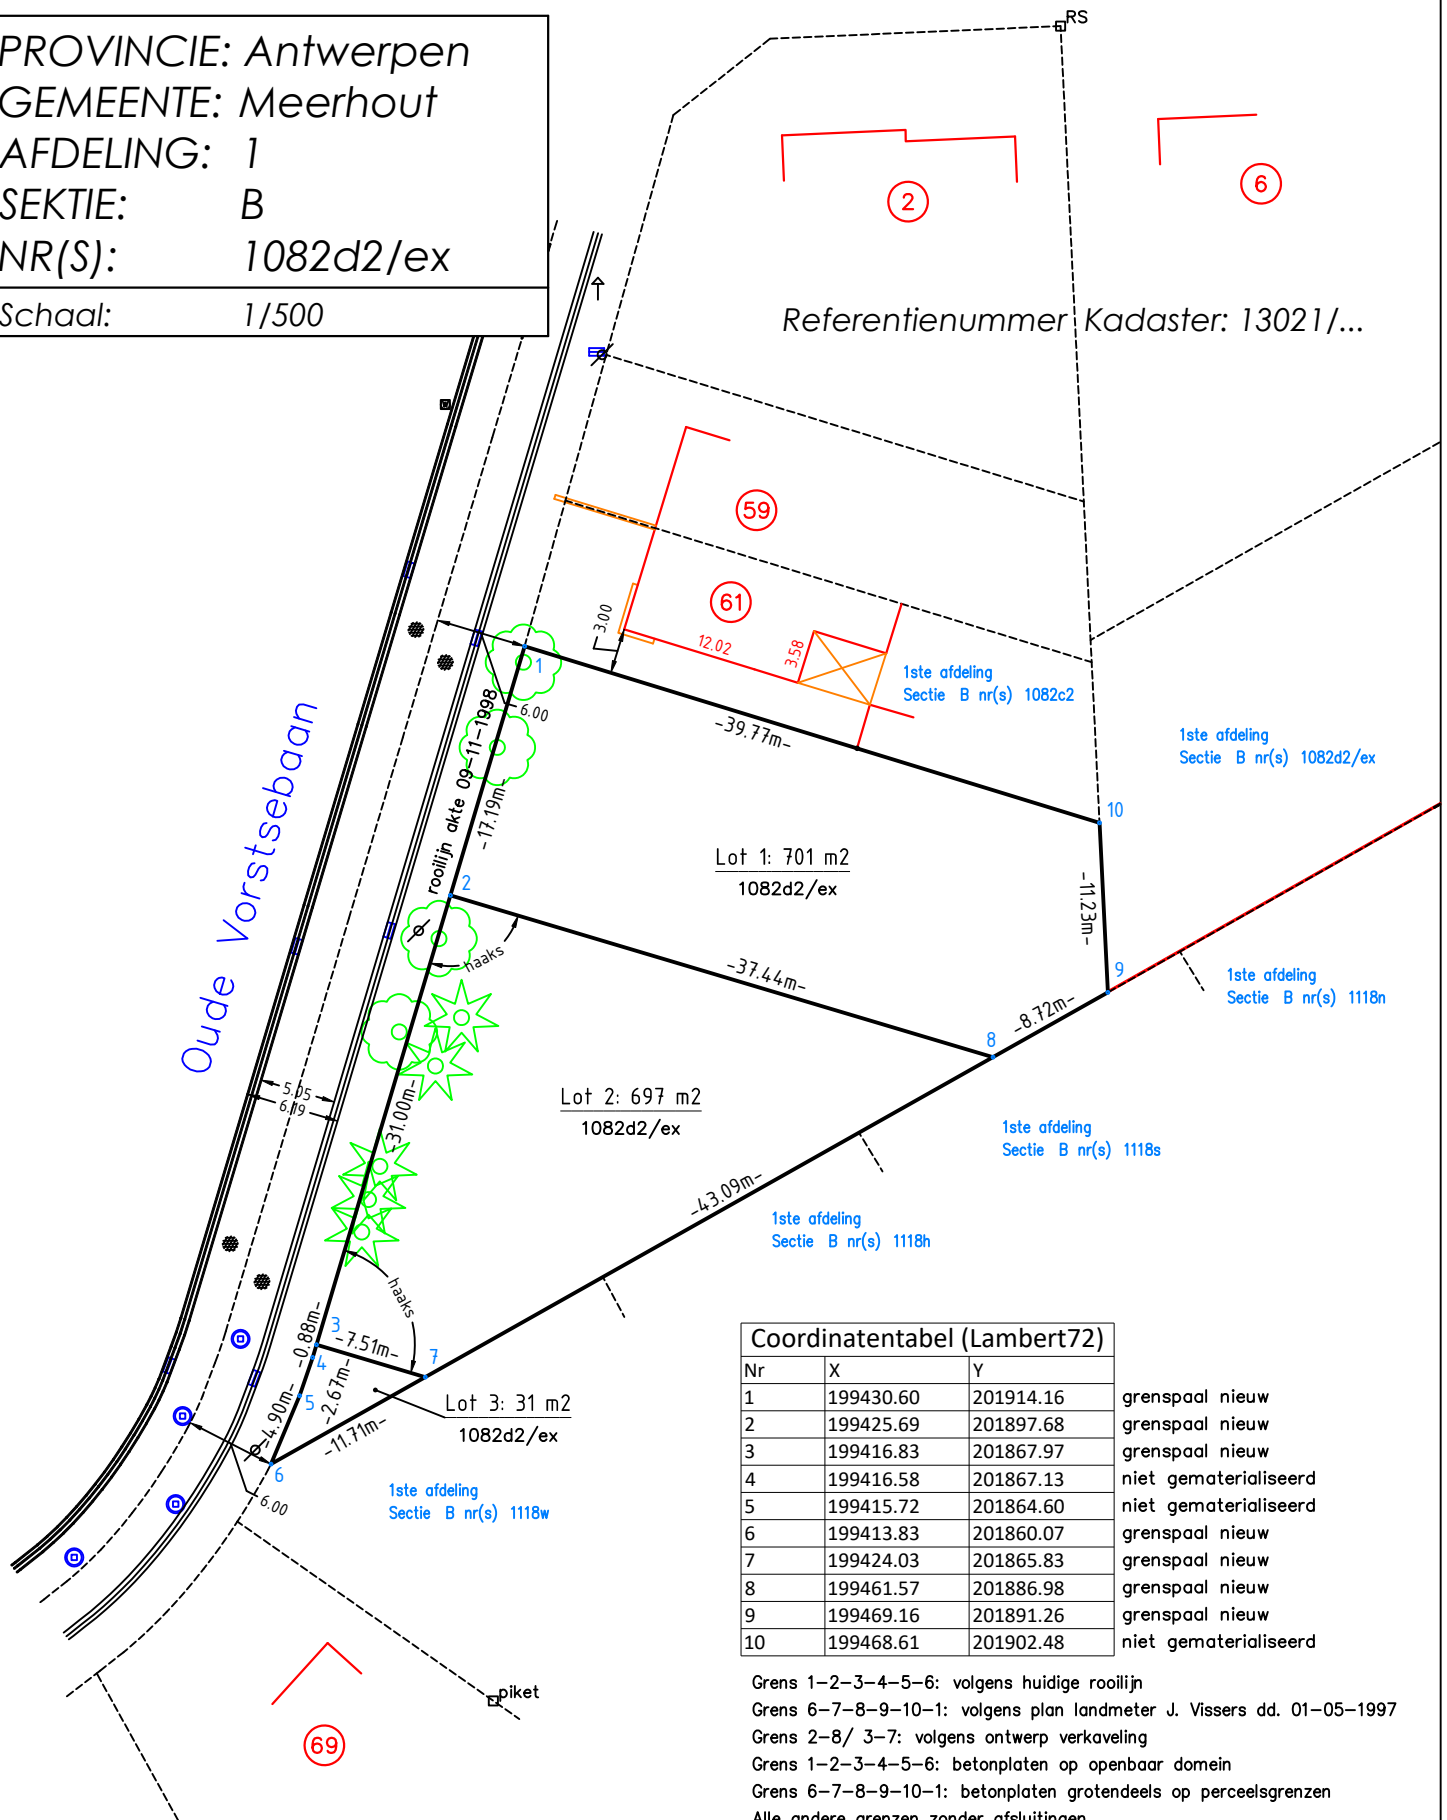 PROVINCIE: Antwerpen
GEMEENTE: Meerhout
AFDELING: 1
SEKTIE: B
NR(S): 1082d2/ex
Schaal: 1/500
RS
2
6
Referentienummer Kadaster: 13021/...
59
61
3.00
12.02
3.58
1
1ste afdeling
Sectie B nr(s) 1082c2
6.00
-39.77m-
1ste afdeling
Sectie B nr(s) 1082d2/ex
rooilijn akte 09-11-1998
-17.19m-
10
Oude Vorstsebaan
Lot 1: 701 m2
1082d2/ex
2
-11.23m-
haaks
-37.44m-
9
1ste afdeling
Sectie B nr(s) 1118n
-8.72m-
8
5.05
6.19
-31.00m-
Lot 2: 697 m2
1082d2/ex
1ste afdeling
Sectie B nr(s) 1118s
-43.09m-
1ste afdeling
Sectie B nr(s) 1118h
haaks
-0.88m-
3
-7.51m-
4
7
-2.67m-
5
-4.90m-
Lot 3: 31 m2
1082d2/ex
-11.71m-
6
6.00
1ste afdeling
Sectie B nr(s) 1118w
piket
69
Coordinatentabel (Lambert72)
Nr X Y
1 199430.60 201914.16 grenspaal nieuw
2 199425.69 201897.68 grenspaal nieuw
3 199416.83 201867.97 grenspaal nieuw
4 199416.58 201867.13 niet gematerialiseerd
5 199415.72 201864.60 niet gematerialiseerd
6 199413.83 201860.07 grenspaal nieuw
7 199424.03 201865.83 grenspaal nieuw
8 199461.57 201886.98 grenspaal nieuw
9 199469.16 201891.26 grenspaal nieuw
10 199468.61 201902.48 niet gematerialiseerd
Grens 1-2-3-4-5-6: volgens huidige rooilijn
Grens 6-7-8-9-10-1: volgens plan landmeter J. Vissers dd. 01-05-1997
Grens 2-8/ 3-7: volgens ontwerp verkaveling
Grens 1-2-3-4-5-6: betonplaten op openbaar domein
Grens 6-7-8-9-10-1: betonplaten grotendeels op perceelsgrenzen
Alle andere grenzen zonder afsluitingen